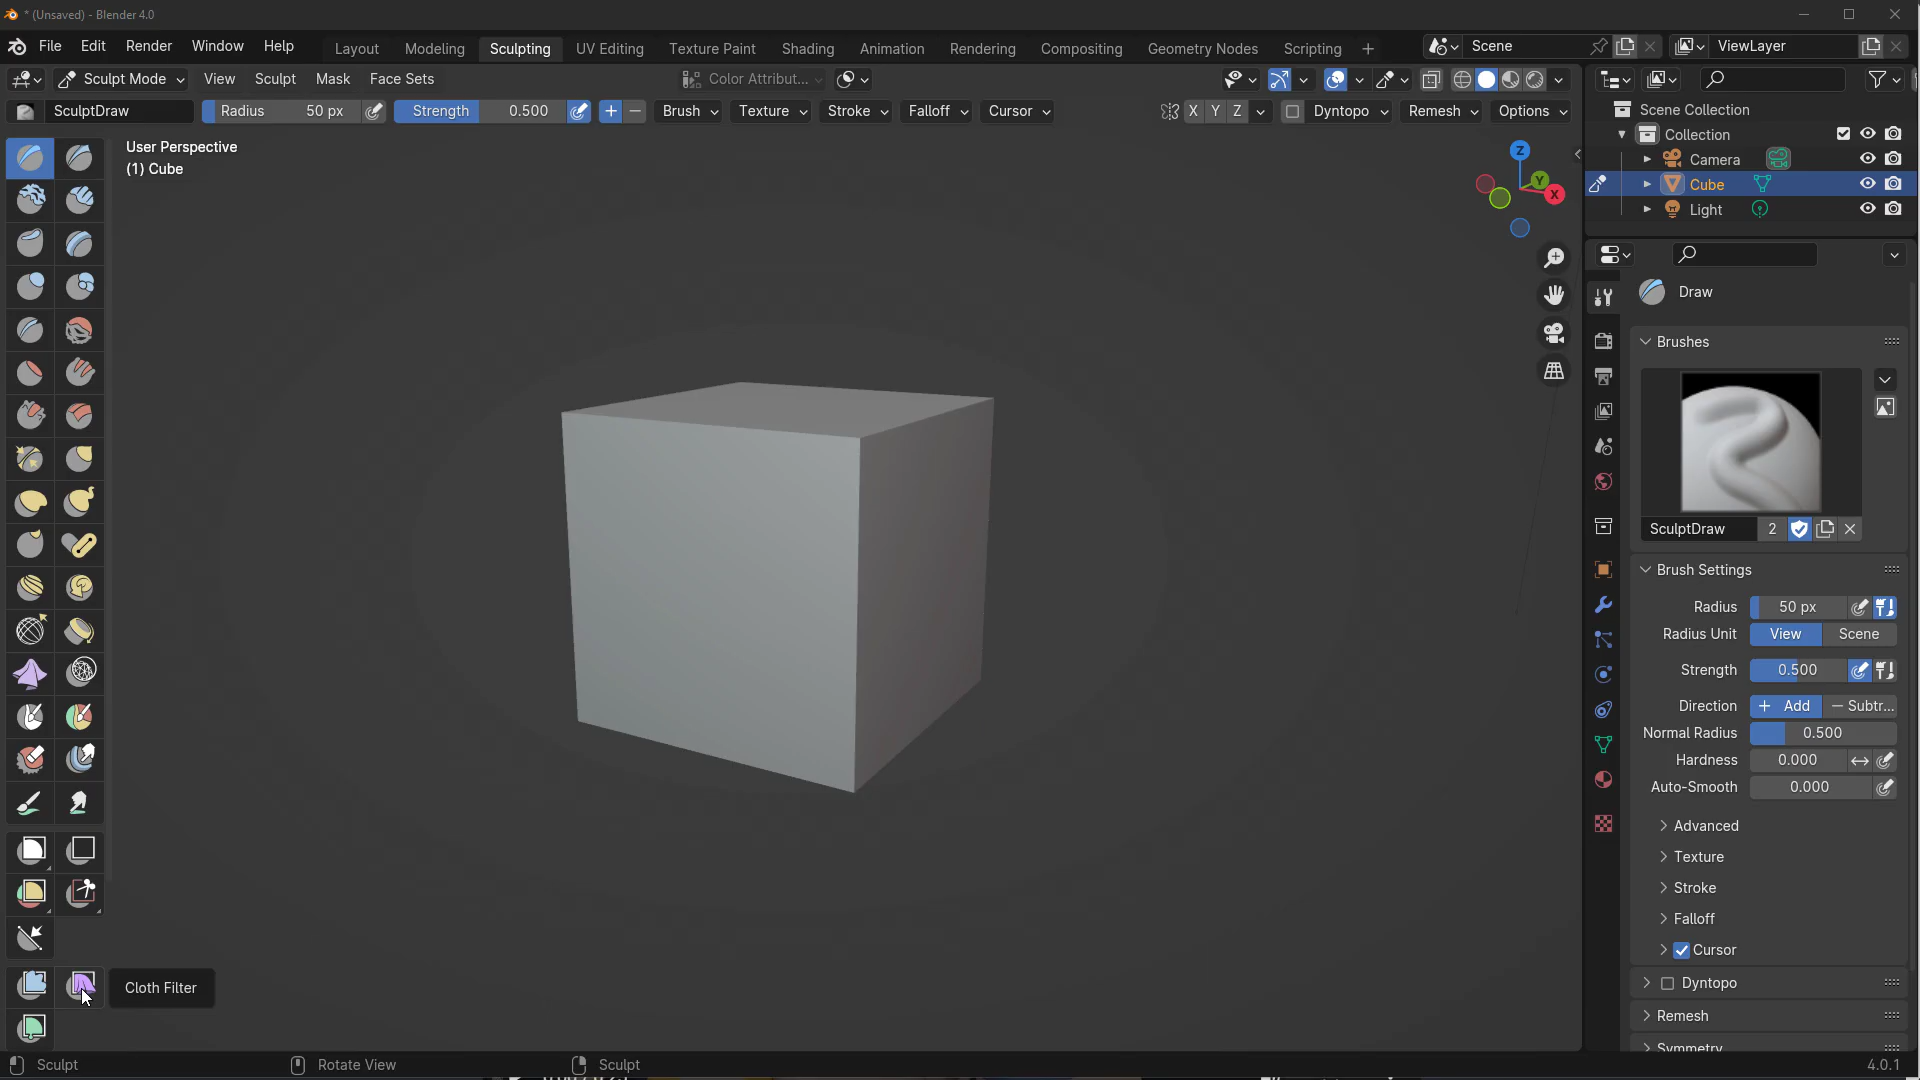 * (Unsaved) - Blender 4.0
File Edit Render Window Help
Layout Modeling Sculpting UV Editing Texture Paint Shading Animation Rendering Compositing Geometry Nodes Scripting +
Scene
ViewLayer
Sculpt Mode View Sculpt Mask Face Sets
Color Attribut...
SculptDraw
Radius 50 px
Strength 0.500
+ −
Brush Texture Stroke Falloff Cursor
X Y Z
Dyntopo Remesh Options
User Perspective
(1) Cube
Z
Y
X
Cloth Filter
Scene Collection
Collection
Camera
Cube
Light
Draw
Brushes
SculptDraw 2
Brush Settings
Radius 50 px
Radius Unit View Scene
Strength 0.500
Direction + Add − Subtr...
Normal Radius 0.500
Hardness 0.000
Auto-Smooth 0.000
Advanced
Texture
Stroke
Falloff
Cursor
Dyntopo
Remesh
Symmetry
Sculpt
Rotate View
Sculpt
4.0.1